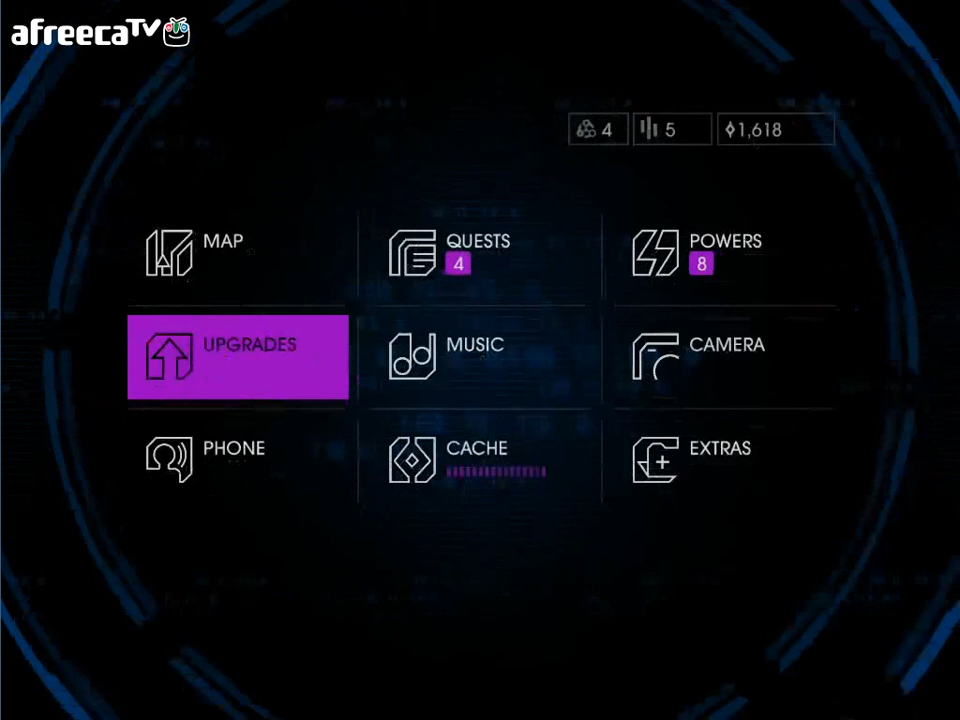 afreecaTV
4
5
1,618
MAP
QUESTS
4
POWERS
8
UPGRADES
MUSIC
CAMERA
PHONE
CACHE
EXTRAS